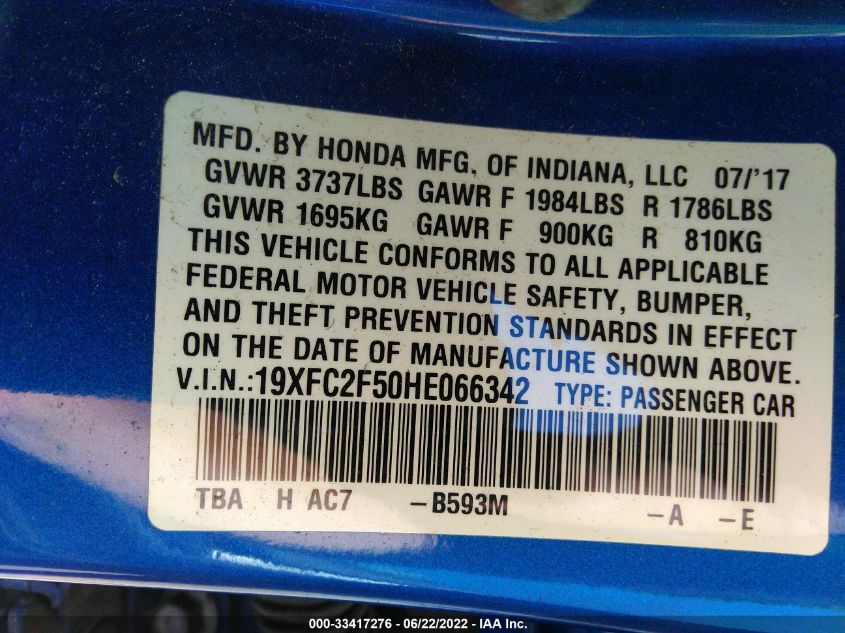 MFD. BY HONDA MFG. OF INDIANA, LLC 07/'17
GVWR 3737LBS GAWR F 1984LBS R 1786LBS
GVWR 1695KG GAWR F 900KG R 810KG
THIS VEHICLE CONFORMS TO ALL APPLICABLE
FEDERAL MOTOR VEHICLE SAFETY, BUMPER,
AND THEFT PREVENTION STANDARDS IN EFFECT
ON THE DATE OF MANUFACTURE SHOWN ABOVE.
V.I.N.:19XFC2F50HE066342 TYPE: PASSENGER CAR
TBA H AC7 -B593M -A -E
000-33417276 - 06/22/2022 - IAA Inc.